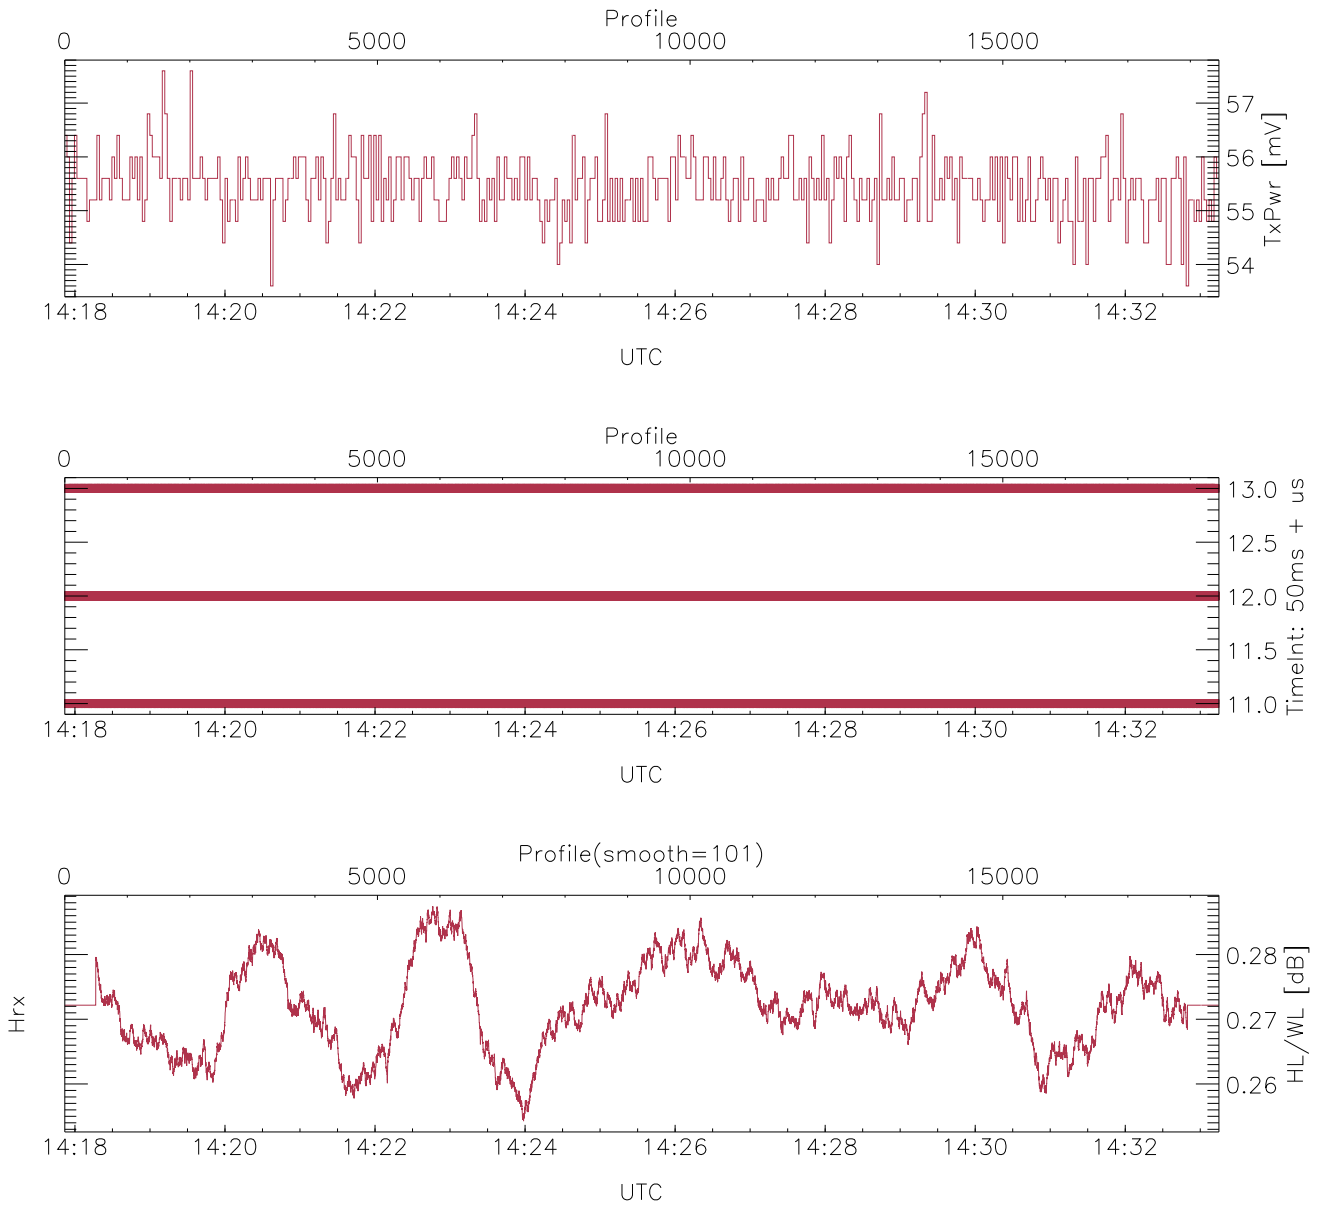 Profile
0 5000 10000 15000
57
56
55
54
TxPwr [mV]
14:18 14:20 14:22 14:24 14:26 14:28 14:30 14:32
UTC
Profile
0 5000 10000 15000
13.0
12.5
12.0
11.5
11.0
TimeInt: 50ms + us
14:18 14:20 14:22 14:24 14:26 14:28 14:30 14:32
UTC
Profile(smooth=101)
0 5000 10000 15000
Hrx
0.28
0.27
0.26
HL/WL [dB]
14:18 14:20 14:22 14:24 14:26 14:28 14:30 14:32
UTC